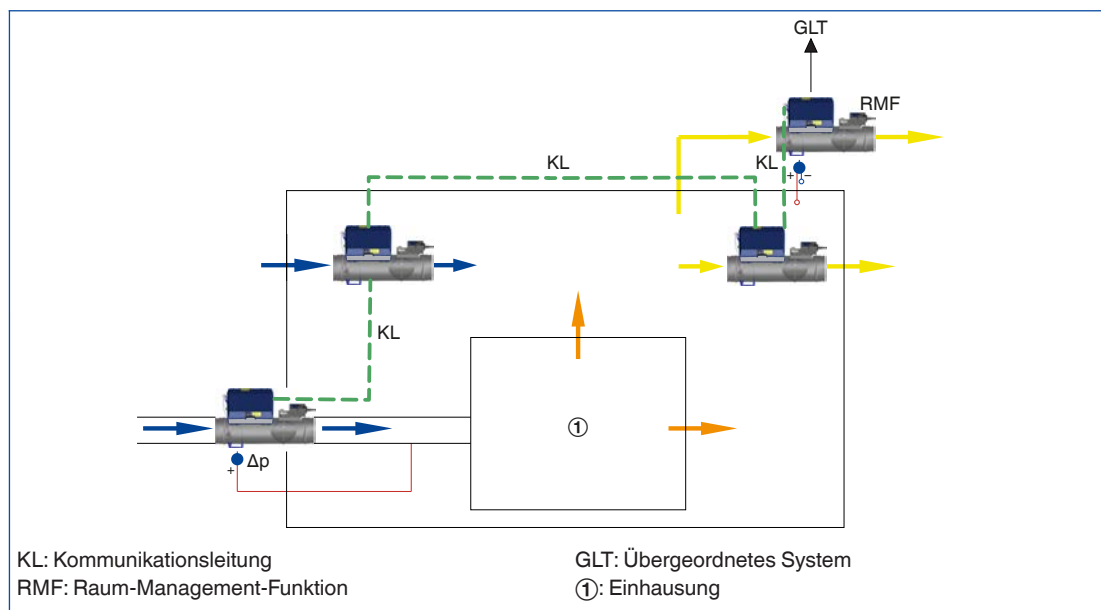 GLT
RMF
KL
KL
+ –
KL
①
+ Δp
KL: Kommunikationsleitung
GLT: Übergeordnetes System
RMF: Raum-Management-Funktion
①: Einhausung